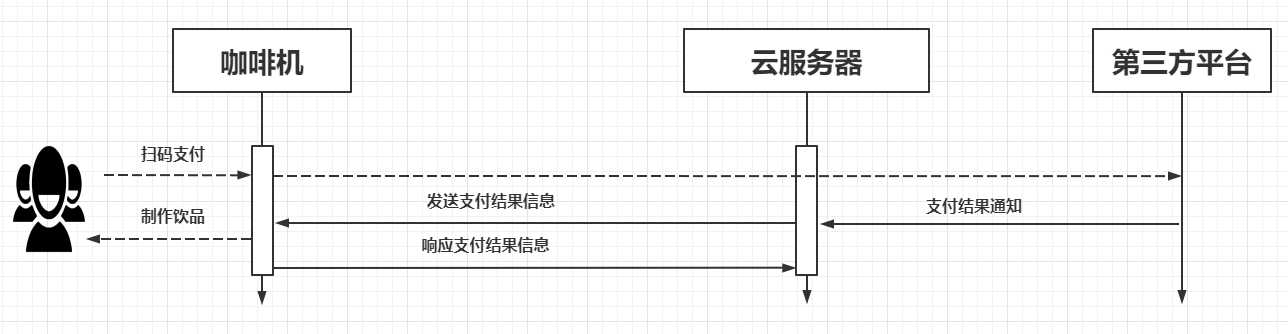 咖啡机
云服务器
第三方平台
扫码支付
发送支付结果信息
支付结果通知
制作饮品
响应支付结果信息